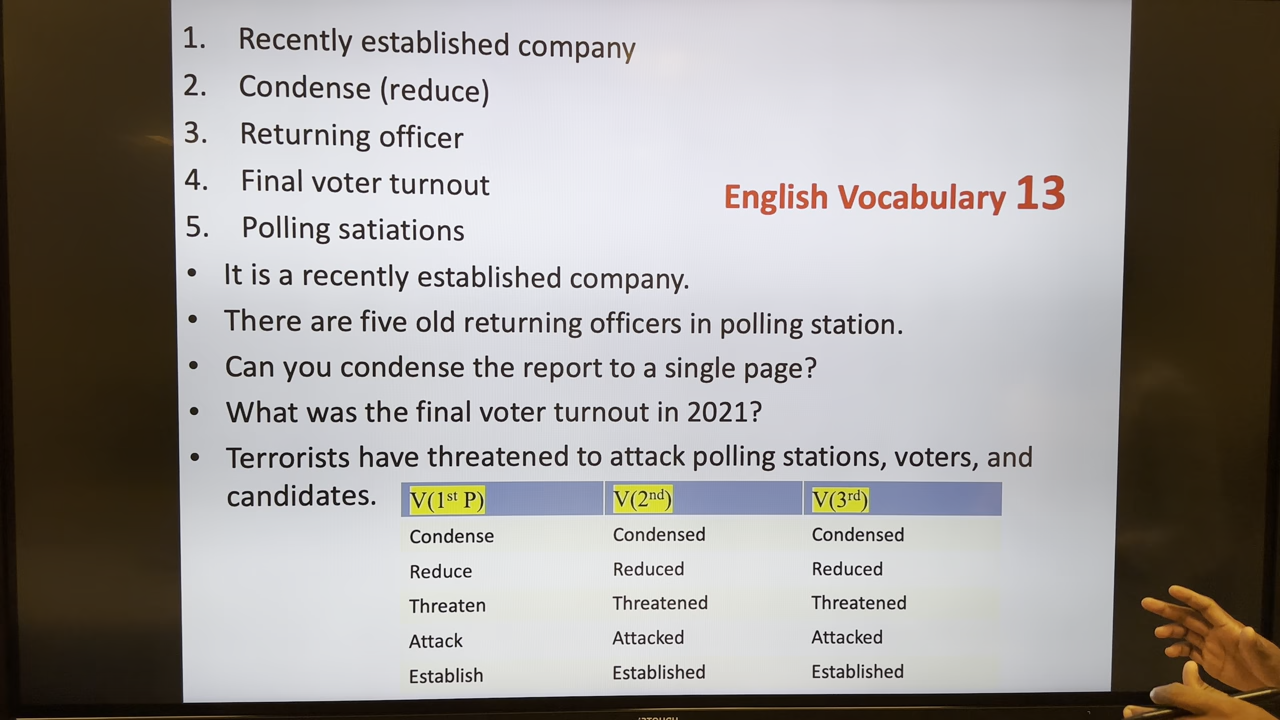 1. Recently established company
2. Condense (reduce)
3. Returning officer
4. Final voter turnout
English Vocabulary 13
5. Polling satiations
• It is a recently established company.
• There are five old returning officers in polling station.
• Can you condense the report to a single page?
• What was the final voter turnout in 2021?
• Terrorists have threatened to attack polling stations, voters, and
candidates.
V(1st P) V(2nd) V(3rd)
Condense Condensed Condensed
Reduce Reduced Reduced
Threaten Threatened Threatened
Attack Attacked Attacked
Establish Established Established